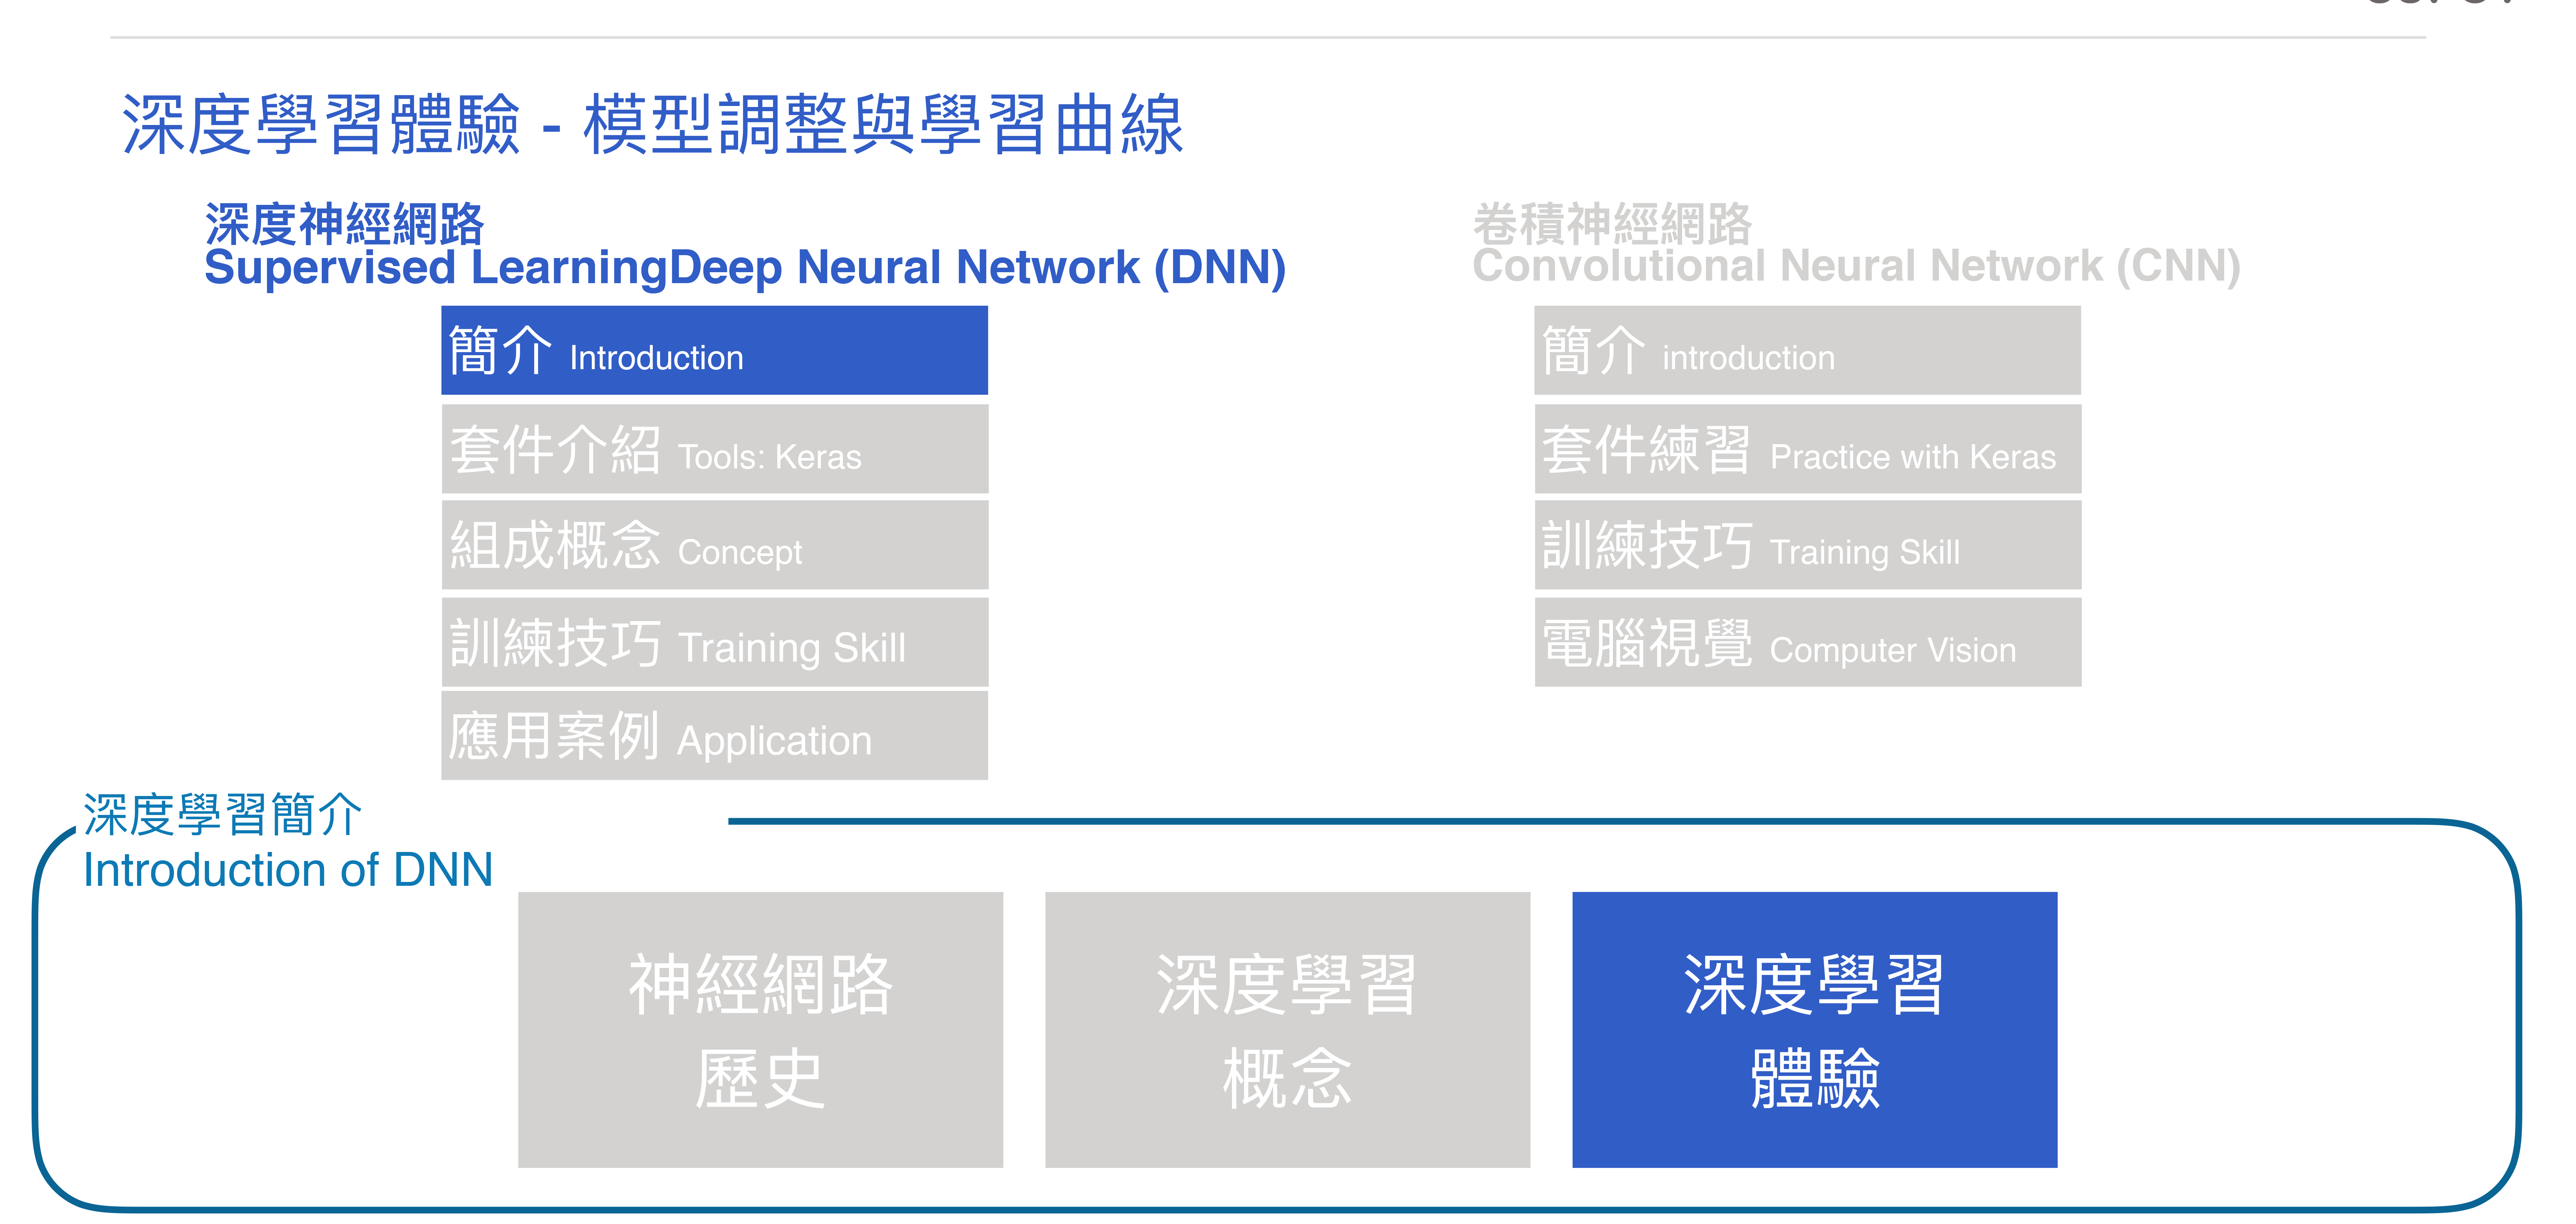 深度學習體驗 - 模型調整與學習曲線
深度神經網路
Supervised LearningDeep Neural Network (DNN)
簡介 Introduction
套件介紹 Tools: Keras
組成概念 Concept
訓練技巧 Training Skill
應用案例 Application
卷積神經網路
Convolutional Neural Network (CNN)
簡介 introduction
套件練習 Practice with Keras
訓練技巧 Training Skill
電腦視覺 Computer Vision
深度學習簡介
Introduction of DNN
神經網路
歷史
深度學習
概念
深度學習
體驗